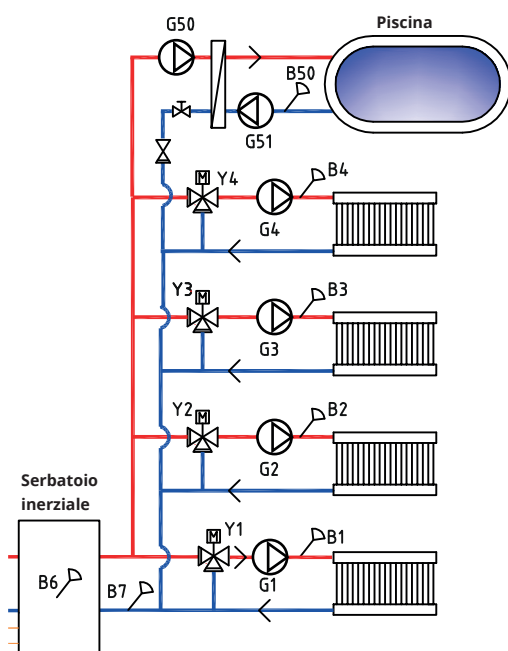 G50
Piscina
B50
G51
Y4
B4
G4
Y3
B3
G3
Y2
B2
G2
Serbatoio
inerziale
Y1
B1
G1
B6
B7
M
M
M
M